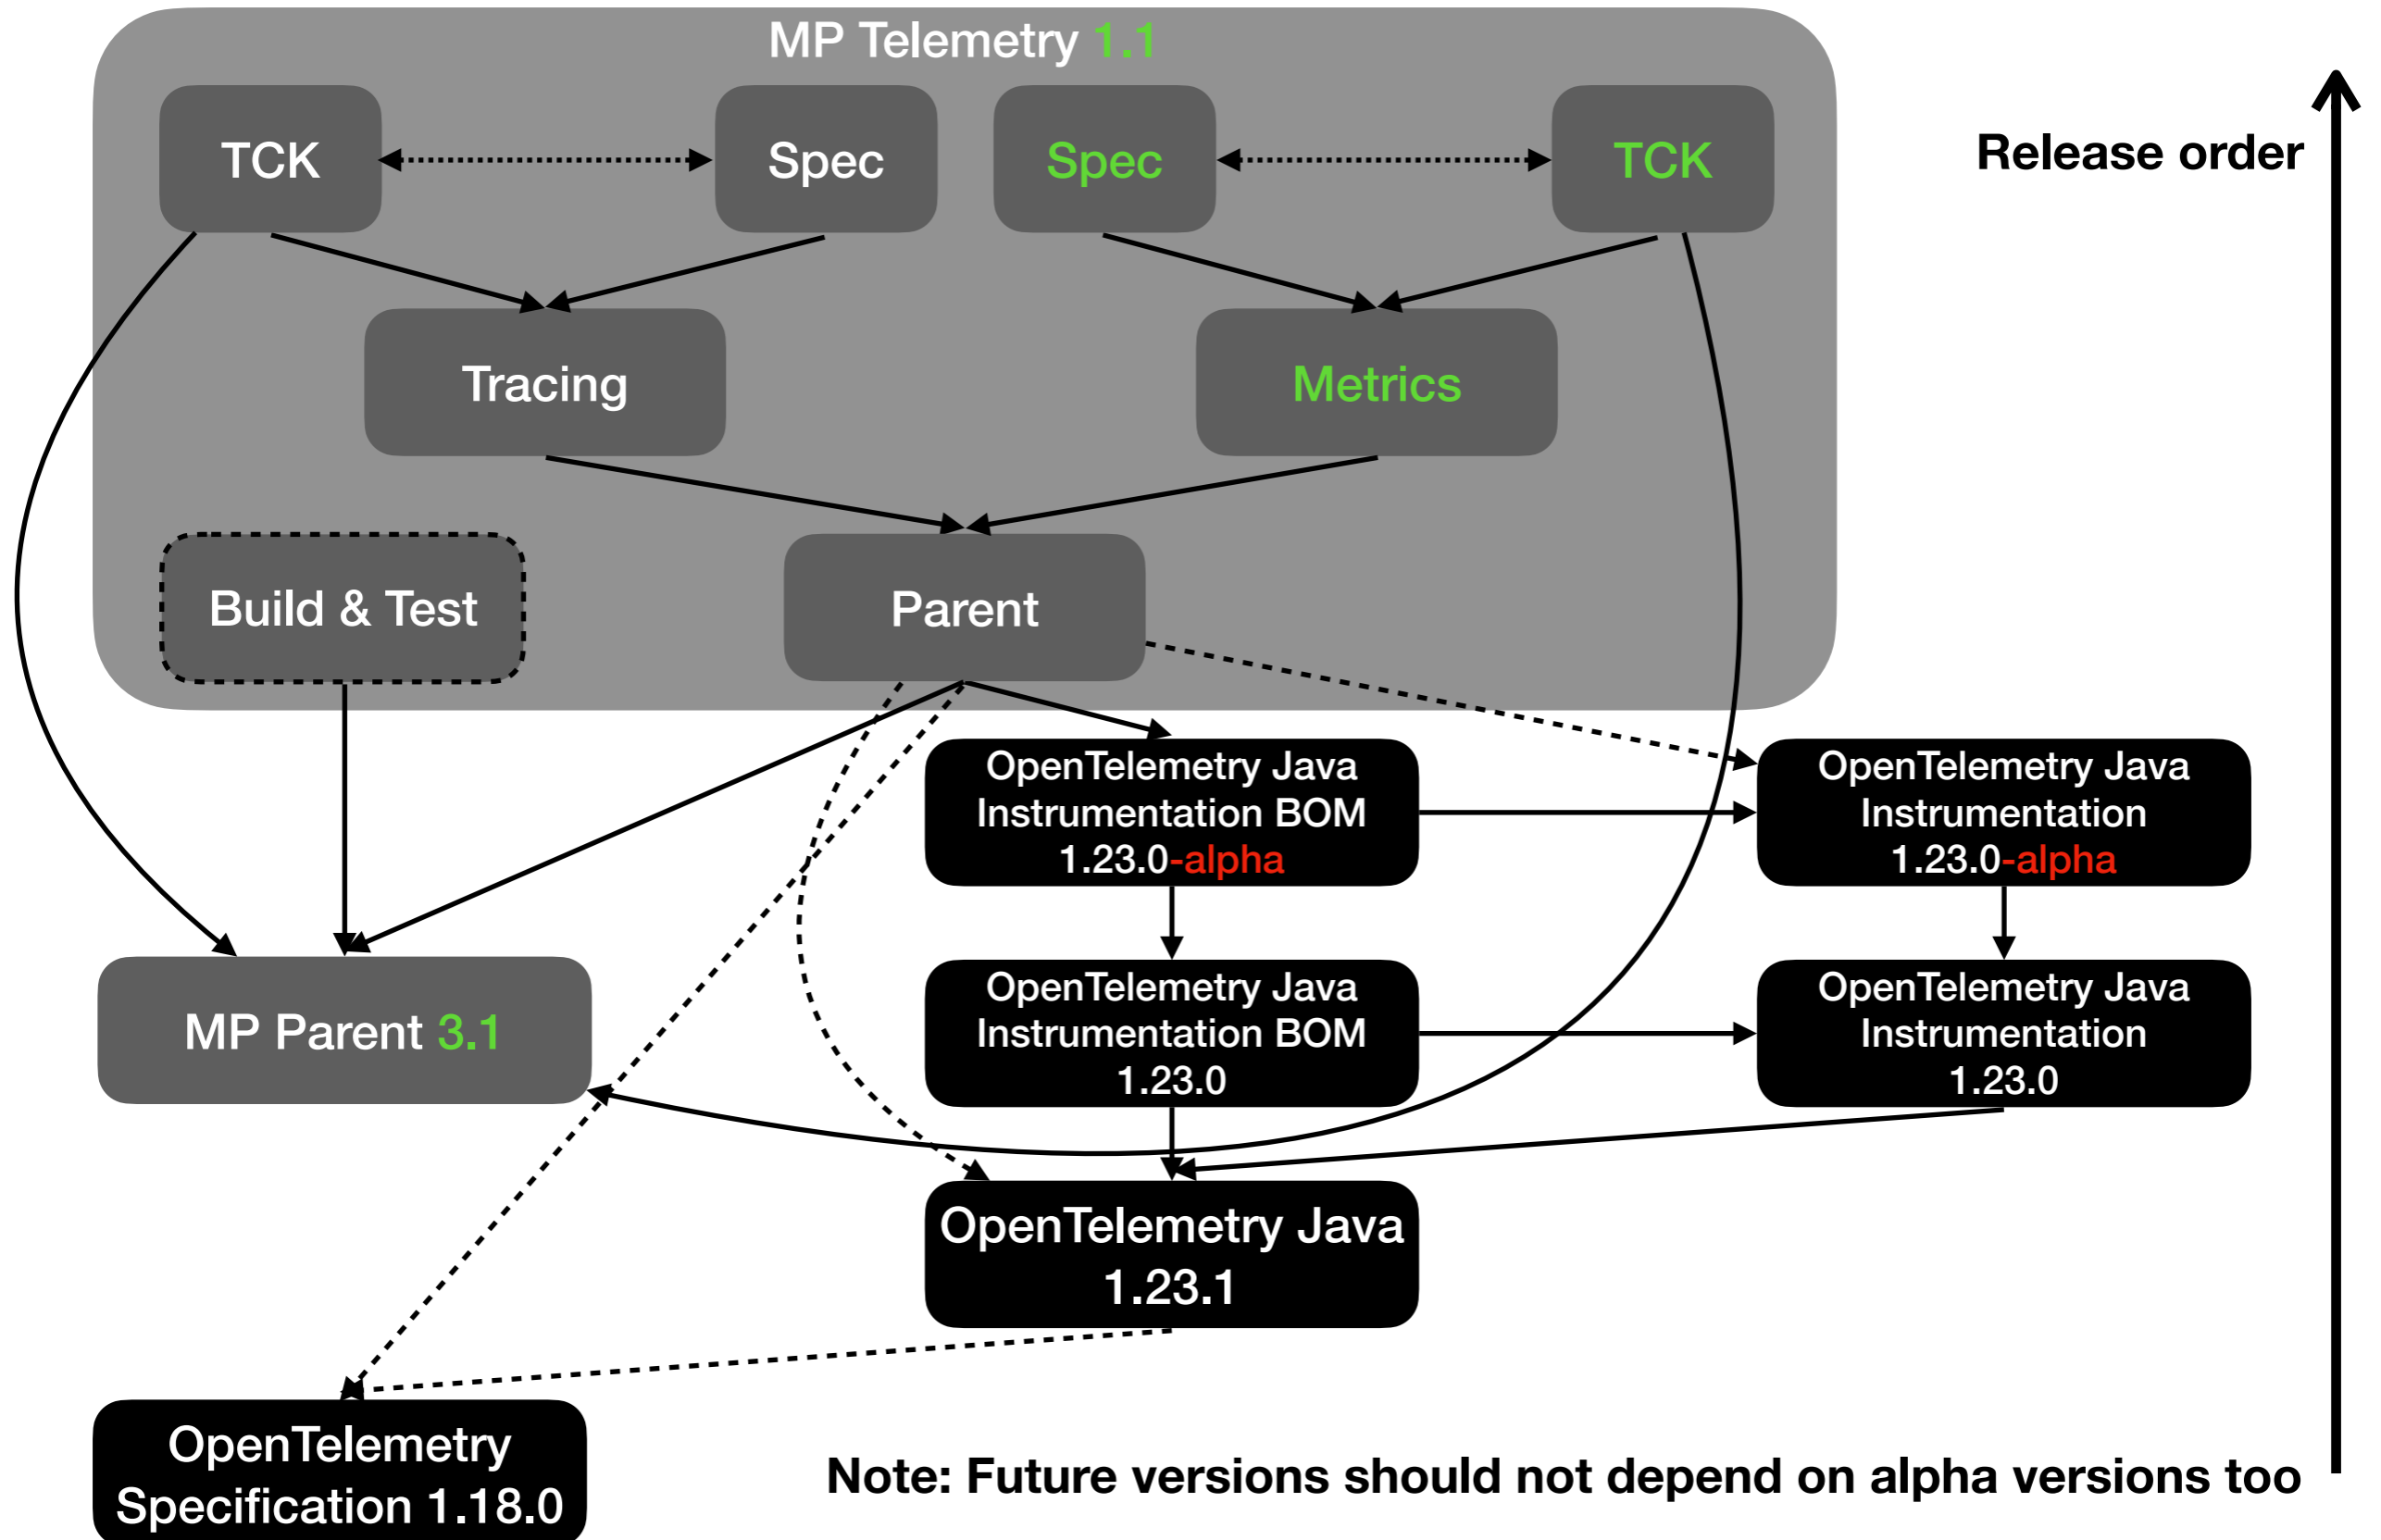 MP Telemetry 1.1
TCK
Spec
Spec
TCK
Release order
Tracing
Metrics
Build & Test
Parent
OpenTelemetry Java
Instrumentation BOM
1.23.0-alpha
OpenTelemetry Java
Instrumentation
1.23.0-alpha
MP Parent 3.1
OpenTelemetry Java
Instrumentation BOM
1.23.0
OpenTelemetry Java
Instrumentation
1.23.0
OpenTelemetry Java
1.23.1
OpenTelemetry
Specification 1.18.0
Note: Future versions should not depend on alpha versions too